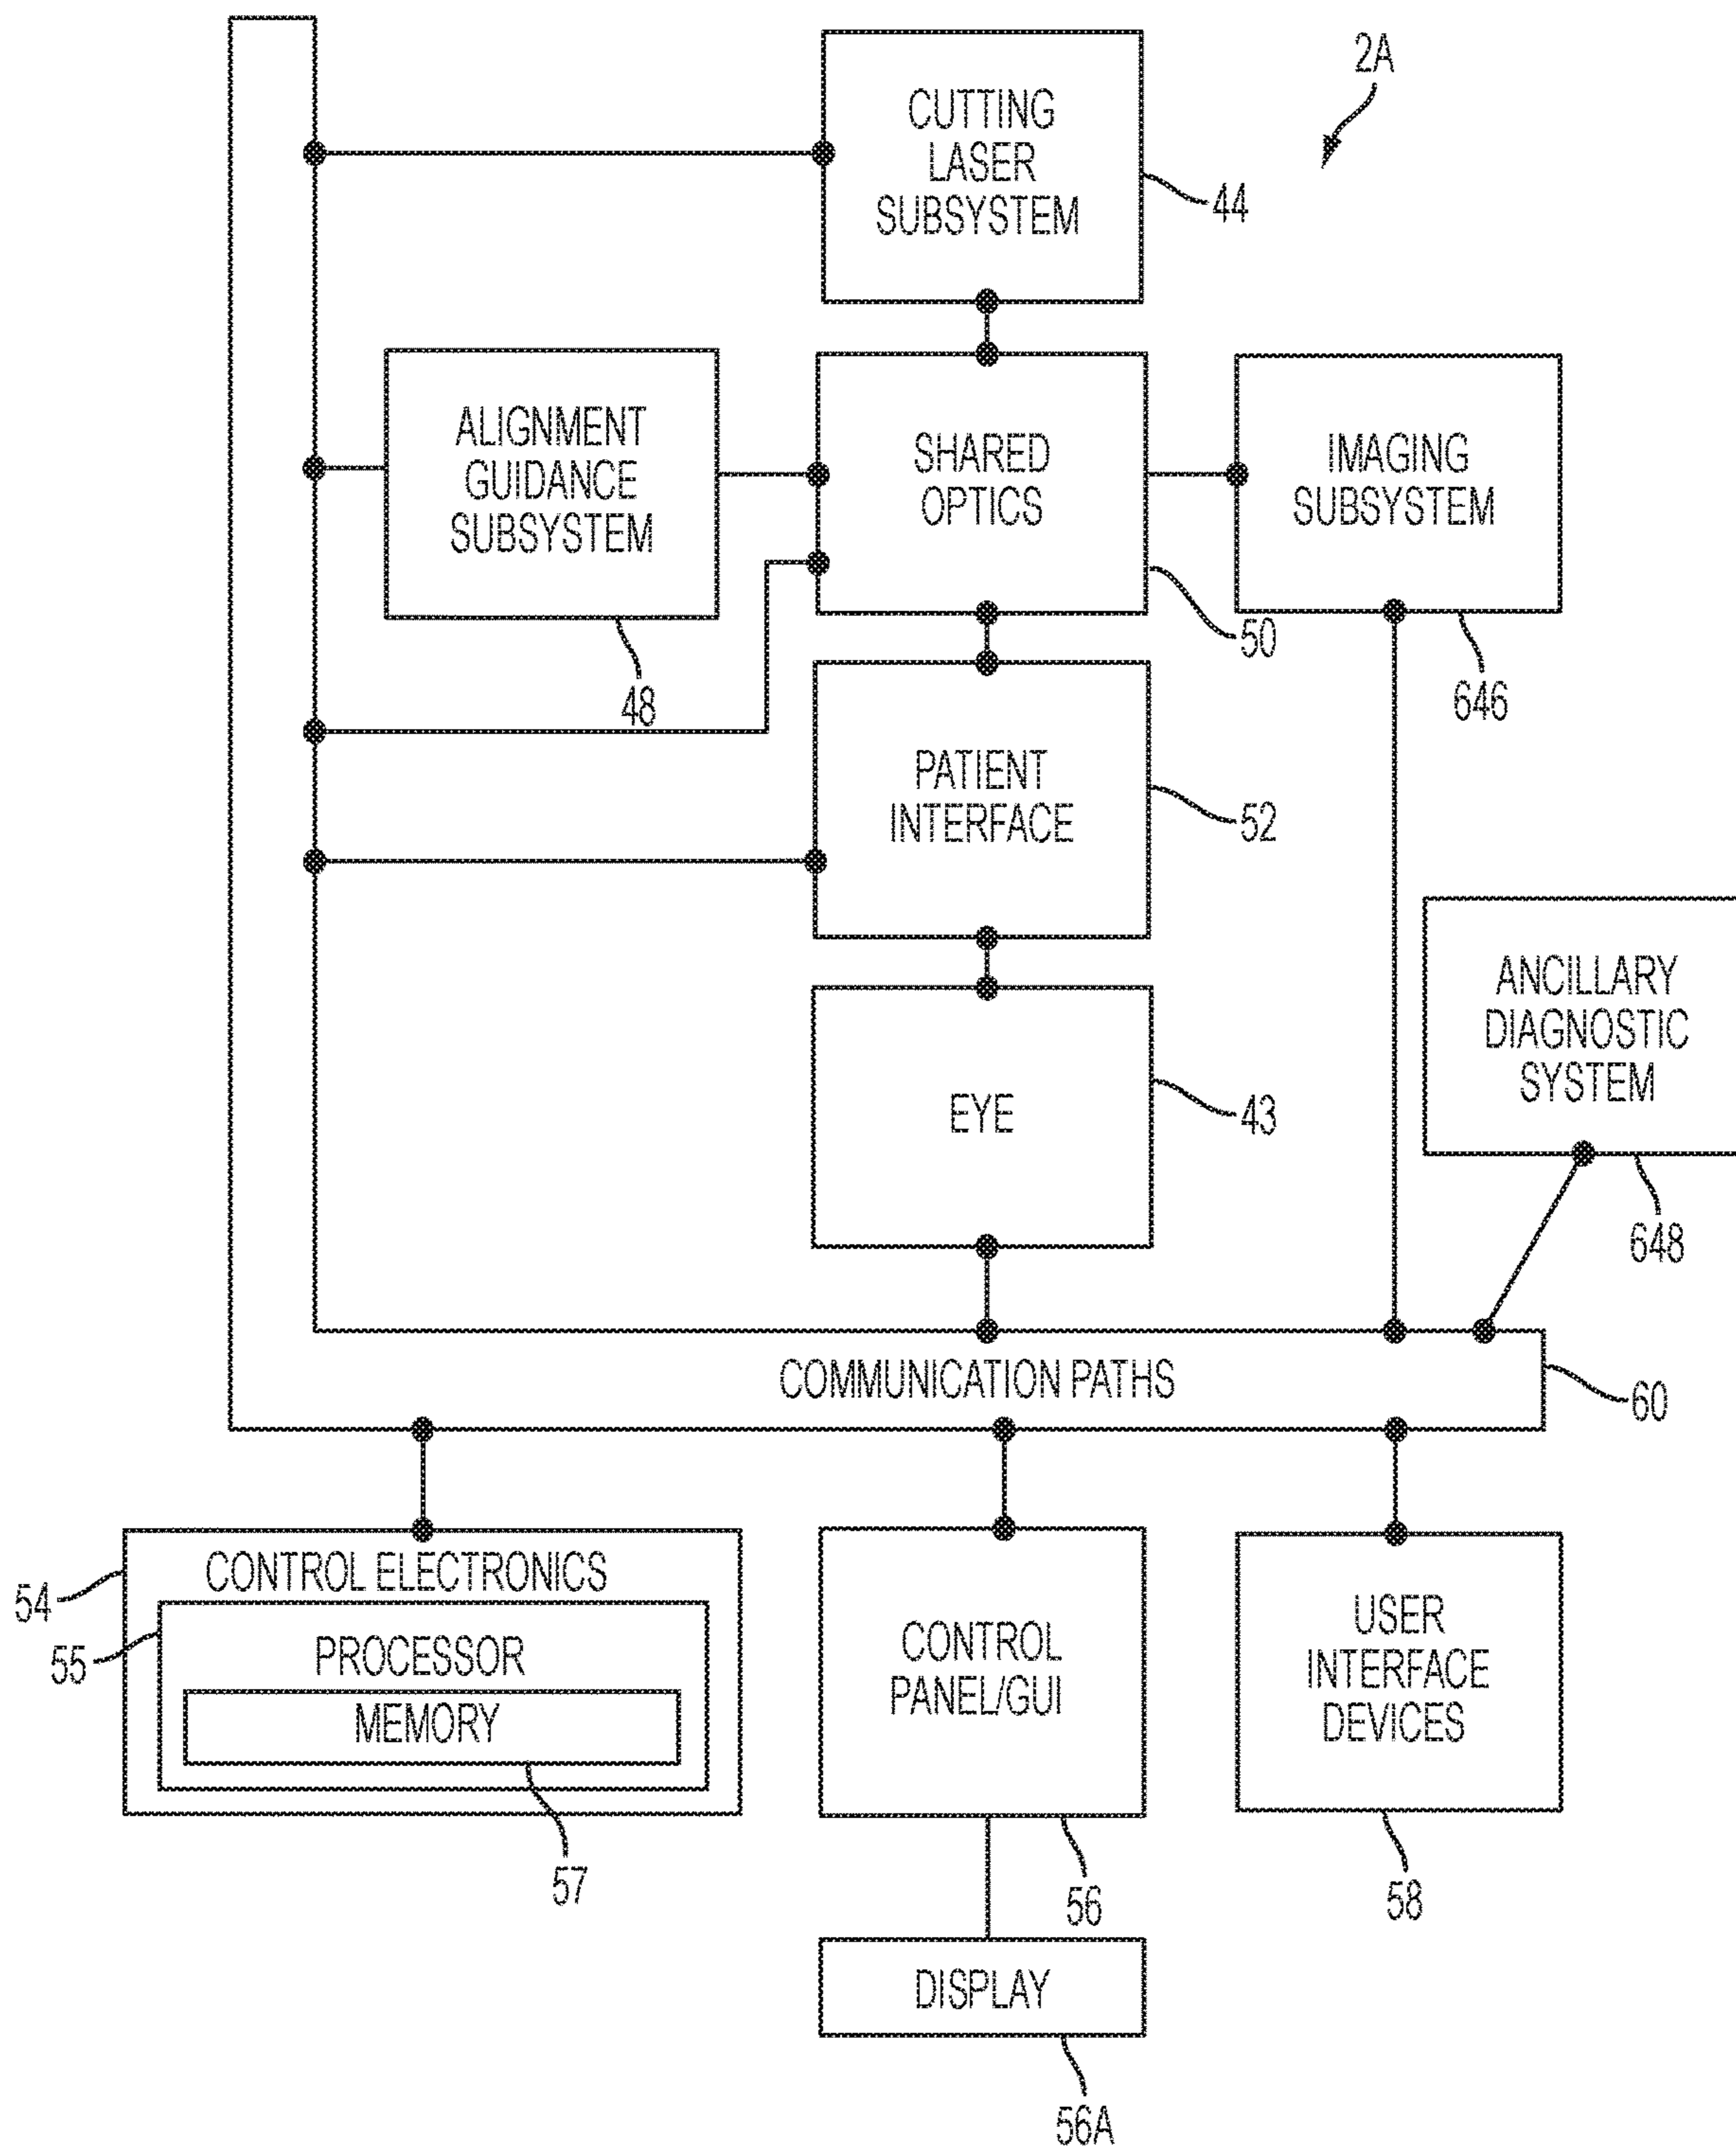 2A
CUTTING
LASER
SUBSYSTEM
44
ALIGNMENT
GUIDANCE
SUBSYSTEM
48
SHARED
OPTICS
50
IMAGING
SUBSYSTEM
646
PATIENT
INTERFACE
52
EYE
43
ANCILLARY
DIAGNOSTIC
SYSTEM
648
COMMUNICATION PATHS
60
CONTROL ELECTRONICS
54
PROCESSOR
55
MEMORY
57
CONTROL
PANEL/GUI
56
USER
INTERFACE
DEVICES
58
DISPLAY
56A